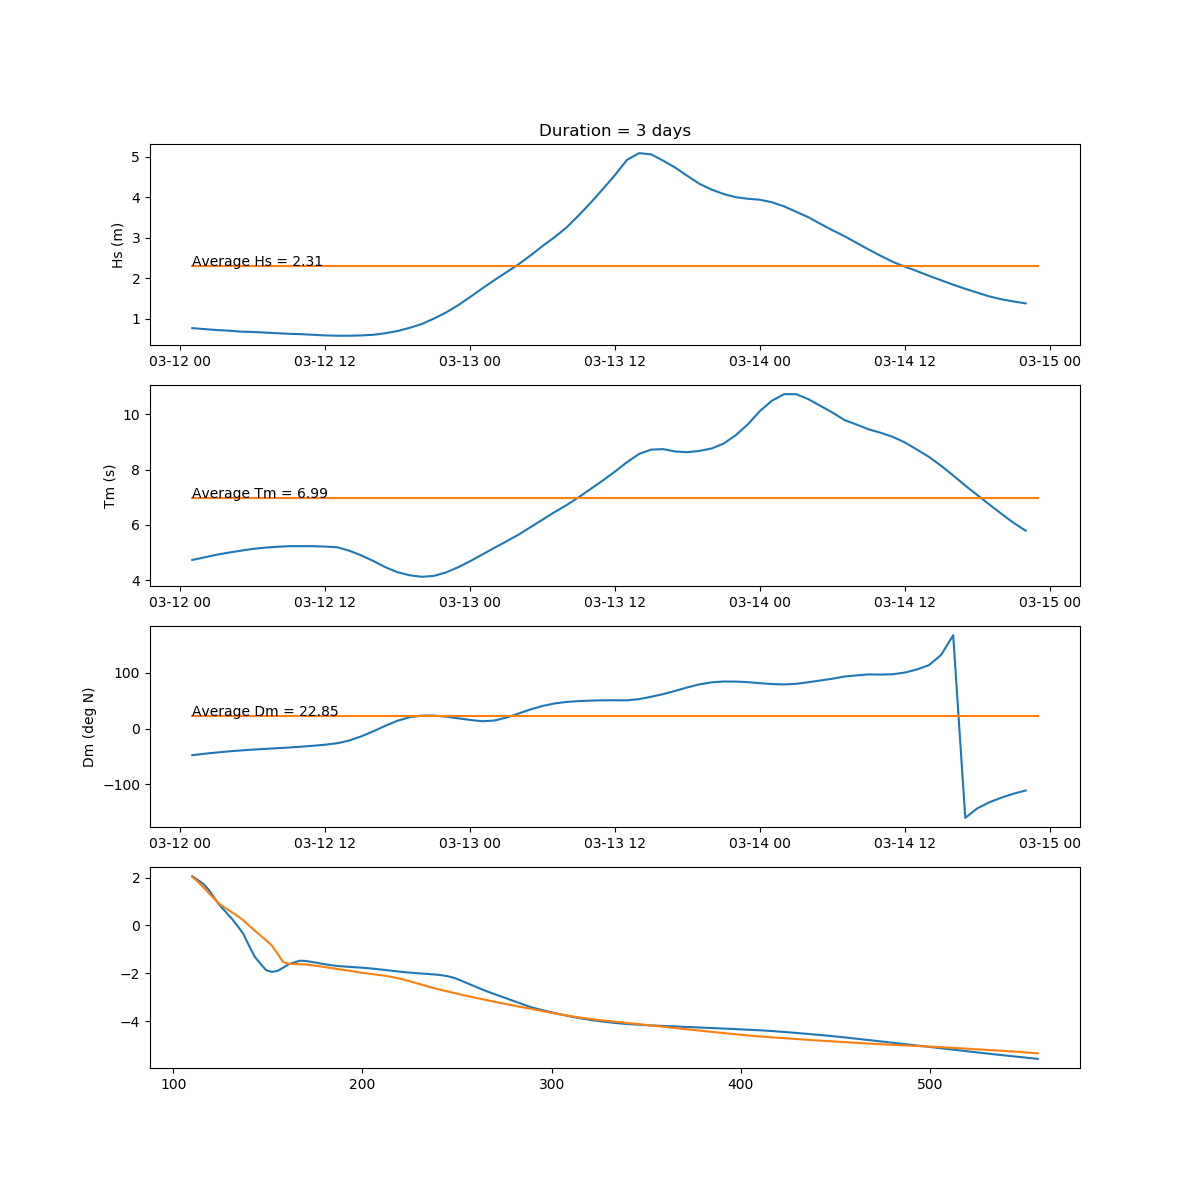 Duration = 3 days
5
4
3
2
1
Hs (m)
Average Hs = 2.31
03-12 00 03-12 12 03-13 00 03-13 12 03-14 00 03-14 12 03-15 00
10
8
6
4
Tm (s)
Average Tm = 6.99
03-12 00 03-12 12 03-13 00 03-13 12 03-14 00 03-14 12 03-15 00
100
0
−100
Dm (deg N)
Average Dm = 22.85
03-12 00 03-12 12 03-13 00 03-13 12 03-14 00 03-14 12 03-15 00
2
0
−2
−4
100 200 300 400 500